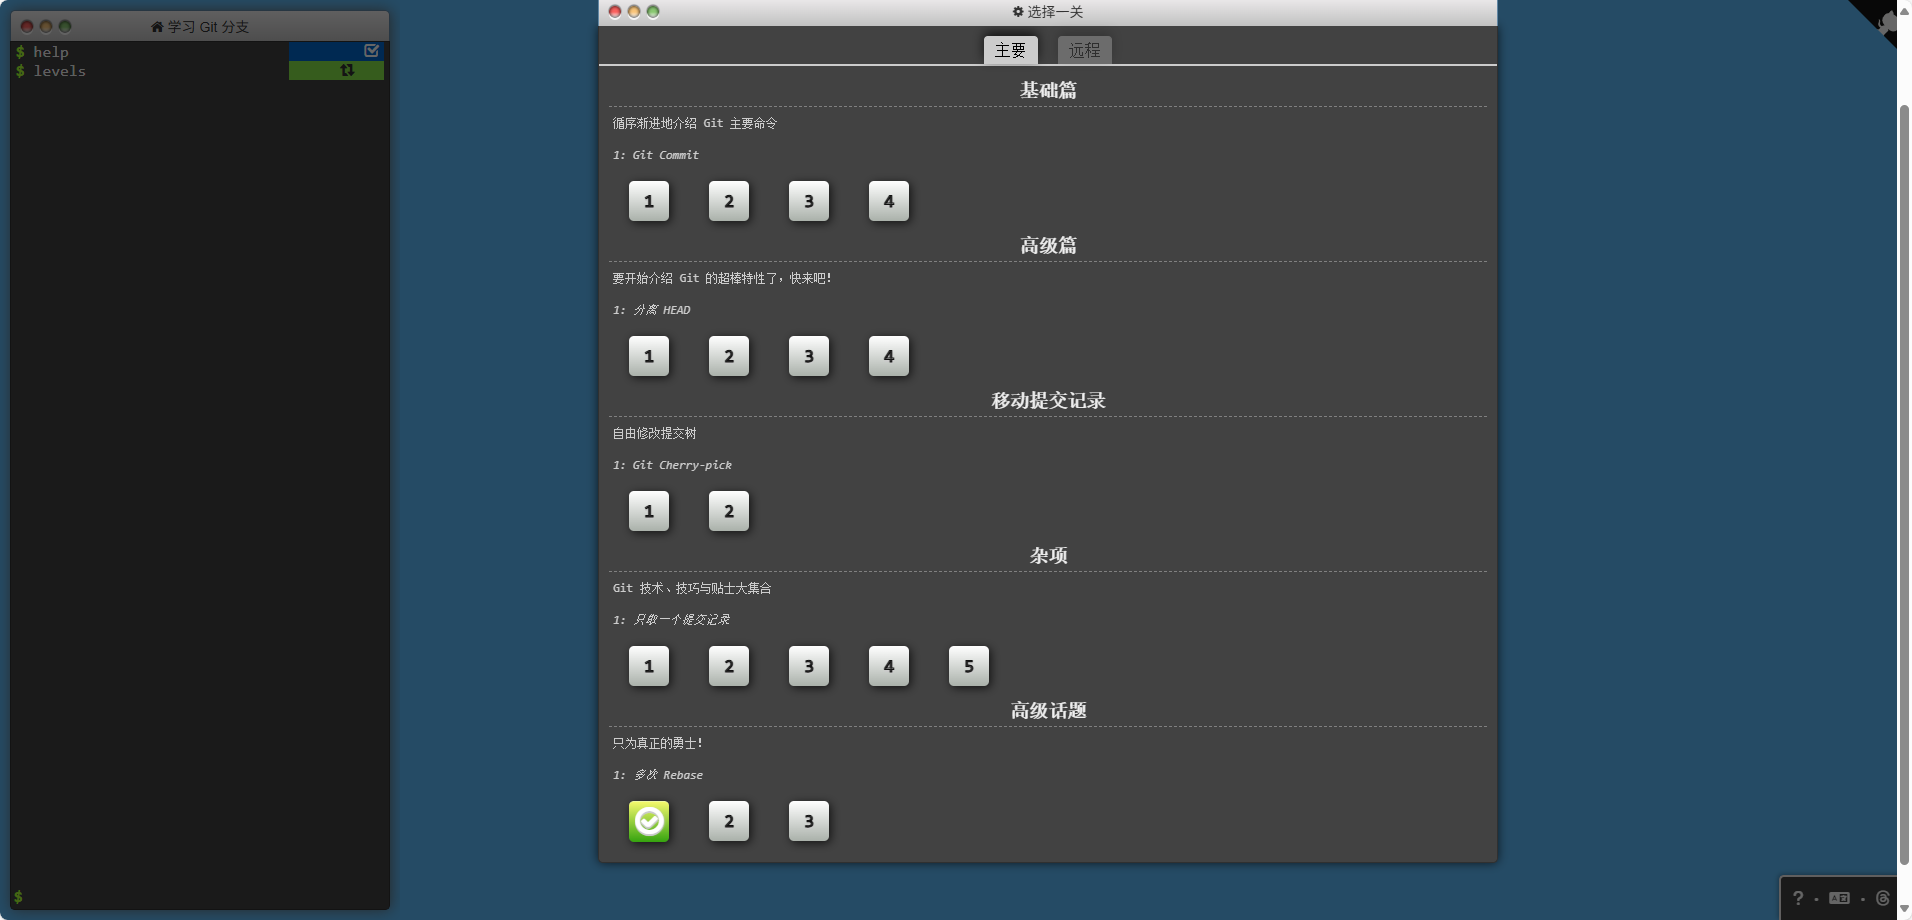 学习 Git 分支
$ help
$ levels
$
选择一关
主要 远程
基础篇
循序渐进地介绍 Git 主要命令
1: Git Commit
1 2 3 4
高级篇
要开始介绍 Git 的超棒特性了，快来吧!
1: 分离 HEAD
1 2 3 4
移动提交记录
自由修改提交树
1: Git Cherry-pick
1 2
杂项
Git 技术、技巧与贴士大集合
1: 只取一个提交记录
1 2 3 4 5
高级话题
只为真正的勇士!
1: 多次 Rebase
2 3
?